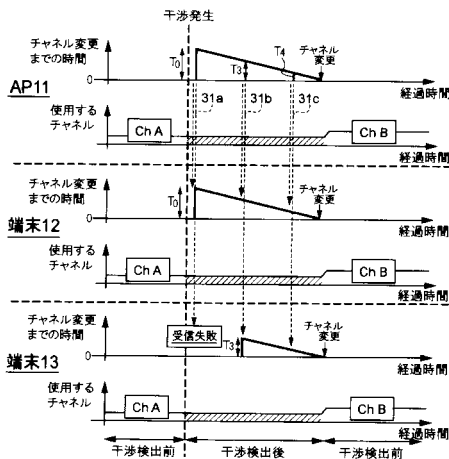 干渉発生
チャネル変更
までの時間
T₀
T₃
T₄
チャネル
変更
0
AP11
31a
31b
31c
経過時間
使用する
チャネル
Ch A
Ch B
経過時間
チャネル変更
までの時間
T₀
チャネル
変更
0
端末12
経過時間
使用する
チャネル
Ch A
Ch B
経過時間
チャネル変更
までの時間
受信失敗
T₃
チャネル
変更
0
端末13
経過時間
使用する
チャネル
Ch A
Ch B
経過時間
干渉検出前
干渉検出後
干渉検出前